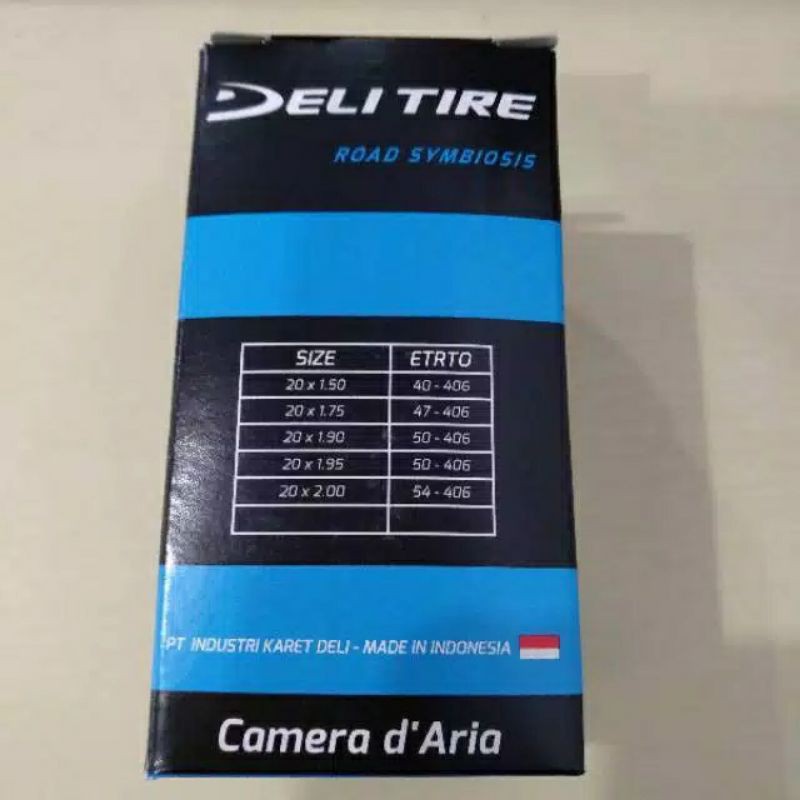 DELI TIRE
ROAD SYMBIOSIS
SIZE ETRTO
20 x 1.50 40 - 406
20 x 1.75 47 - 406
20 x 1.90 50 - 406
20 x 1.95 50 - 406
20 x 2.00 54 - 406
PT INDUSTRI KARET DELI - MADE IN INDONESIA
Camera d'Aria